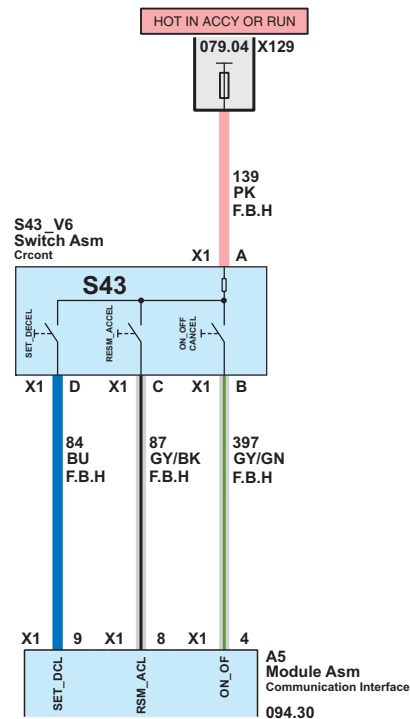 HOT IN ACCY OR RUN
079.04 X129
139
PK
F.B.H
S43_V6
Switch Asm
Crcont
X1 A
S43
SET_DECEL
RESM_ACCEL
ON_OFF
CANCEL
X1 D X1 C X1 B
84
BU
F.B.H
87
GY/BK
F.B.H
397
GY/GN
F.B.H
X1 9 X1 8 X1 4
SET_DCL
RSM_ACL
ON_OF
A5
Module Asm
Communication Interface
094.30